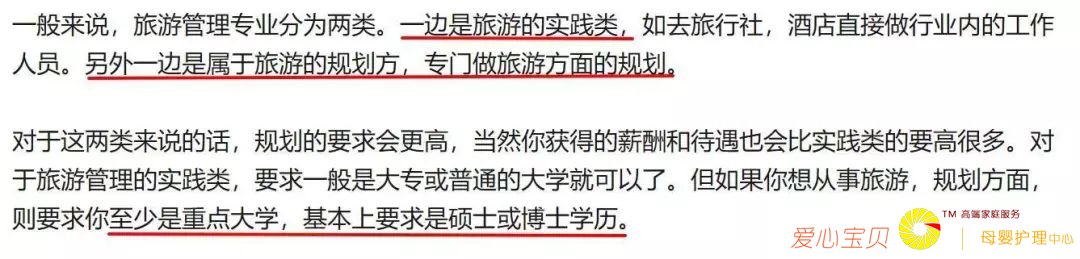 一般来说，旅游管理专业分为两类。一边是旅游的实践类，如去旅行社，酒店直接做行业内的工作
人员。另外一边是属于旅游的规划方，专门做旅游方面的规划。
对于这两类来说的话，规划的要求会更高，当然你获得的薪酬和待遇也会比实践类的要高很多。对
于旅游管理的实践类，要求一般是大专或普通的大学就可以了。但如果你想从事旅游，规划方面，
则要求你至少是重点大学，基本上要求是硕士或博士学历。
爱心宝贝
TM 高端家庭服务
母婴护理中心